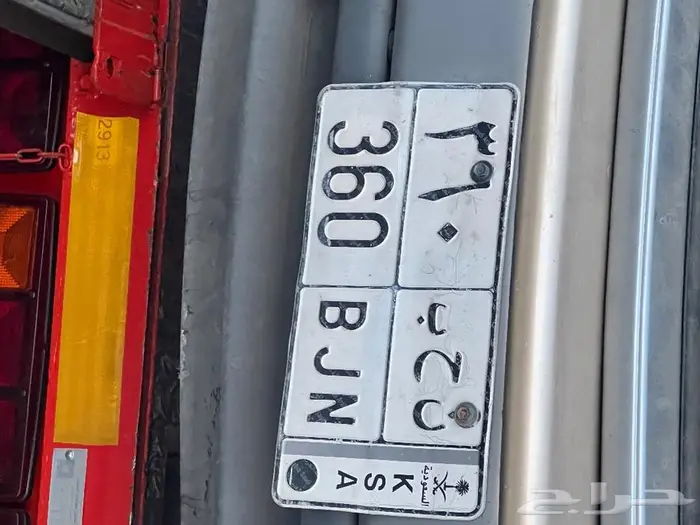 ٣٦٠ ب ح ن
360 BJN
السعودية
K S A
2913
حراج